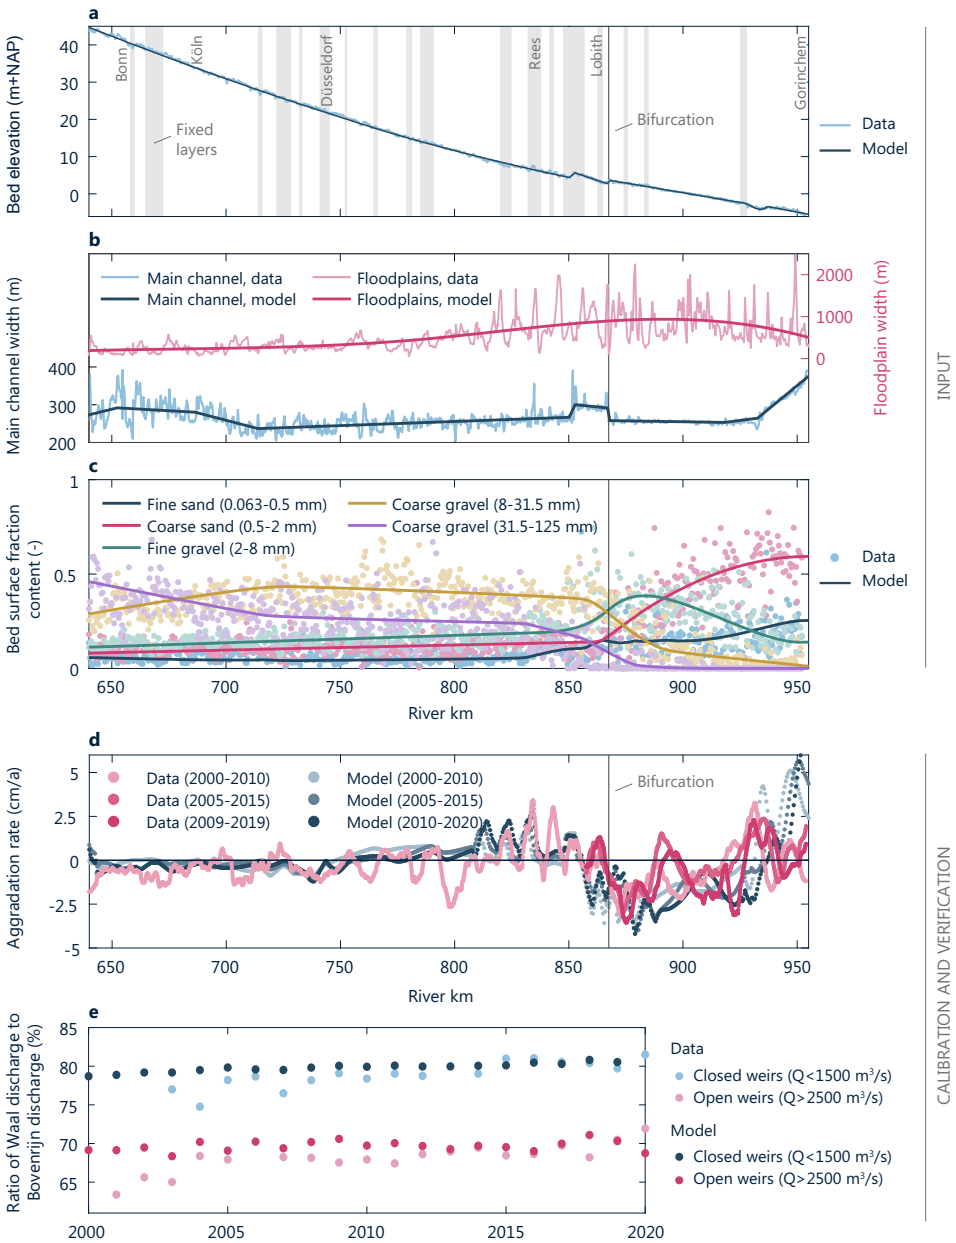 a
Bed elevation (m+NAP)
40
30
20
10
0
Bonn
Köln
Düsseldorf
Rees
Lobith
Gorinchem
Fixed
layers
Bifurcation
Data
Model
INPUT
b
Main channel width (m)
400
300
200
Main channel, data
Main channel, model
Floodplains, data
Floodplains, model
2000
1000
0
Floodplain width (m)
c
Bed surface fraction
content (-)
1
0.5
0
Fine sand (0.063-0.5 mm)
Coarse sand (0.5-2 mm)
Fine gravel (2-8 mm)
Coarse gravel (8-31.5 mm)
Coarse gravel (31.5-125 mm)
Data
Model
650
700
750
800
850
900
950
River km
d
Aggradation rate (cm/a)
5
2.5
0
-2.5
-5
Data (2000-2010)
Data (2005-2015)
Data (2009-2019)
Model (2000-2010)
Model (2005-2015)
Model (2010-2020)
Bifurcation
650
700
750
800
850
900
950
River km
CALIBRATION AND VERIFICATION
e
Ratio of Waal discharge to
Bovenrijn discharge (%)
85
80
75
70
65
2000
2005
2010
2015
2020
Data
Closed weirs (Q<1500 m³/s)
Open weirs (Q>2500 m³/s)
Model
Closed weirs (Q<1500 m³/s)
Open weirs (Q>2500 m³/s)